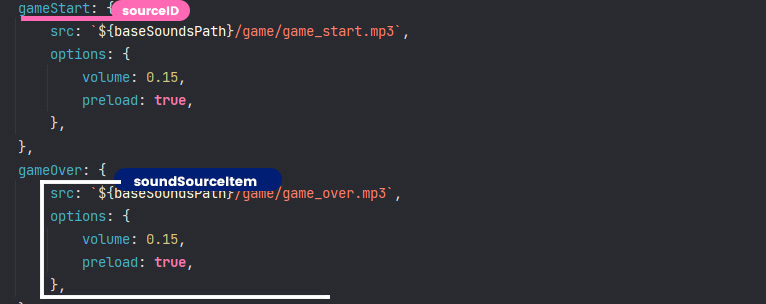 gameStart: { sourceID
src: `${baseSoundsPath}/game/game_start.mp3`,
options: {
volume: 0.15,
preload: true,
},
},
gameOver: {
soundSourceItem
src: `${baseSoundsPath}/game/game_over.mp3`,
options: {
volume: 0.15,
preload: true,
},